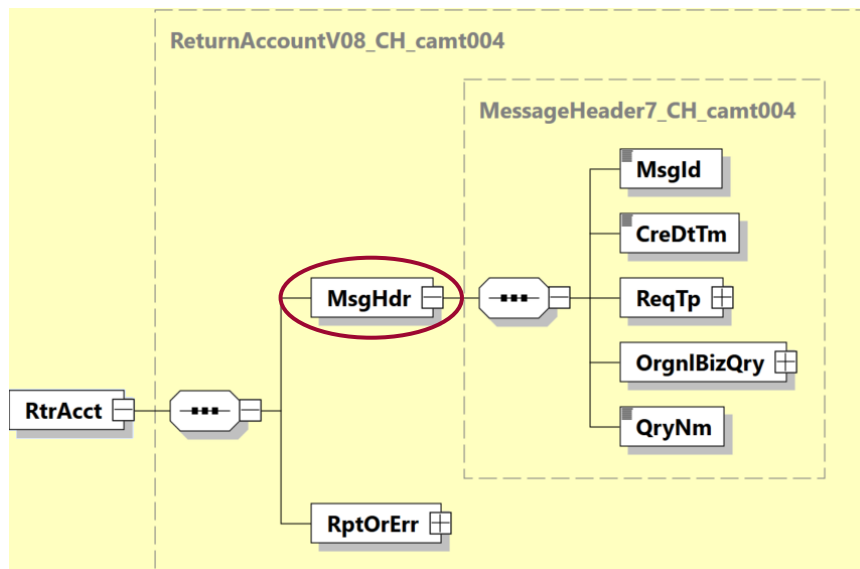 ReturnAccountV08_CH_camt004
MessageHeader7_CH_camt004
MsgId
CreDtTm
MsgHdr
ReqTp
OrgnlBizQry
RtrAcct
QryNm
RptOrErr